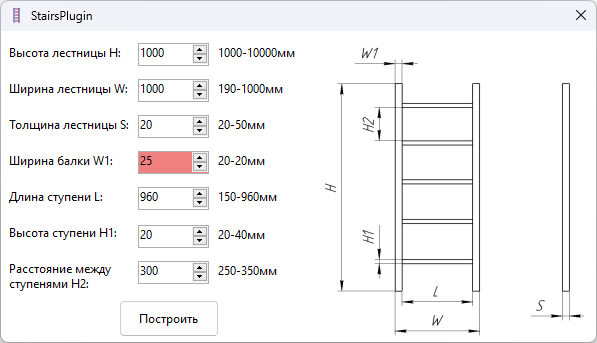 StairsPlugin
Высота лестницы H: 1000 1000-10000мм
Ширина лестницы W: 1000 190-1000мм
Толщина лестницы S: 20 20-50мм
Ширина балки W1: 25 20-20мм
Длина ступени L: 960 150-960мм
Высота ступени H1: 20 20-40мм
Расстояние между
ступенями H2: 300 250-350мм
Построить
W1
H2
H
H1
L
S
W